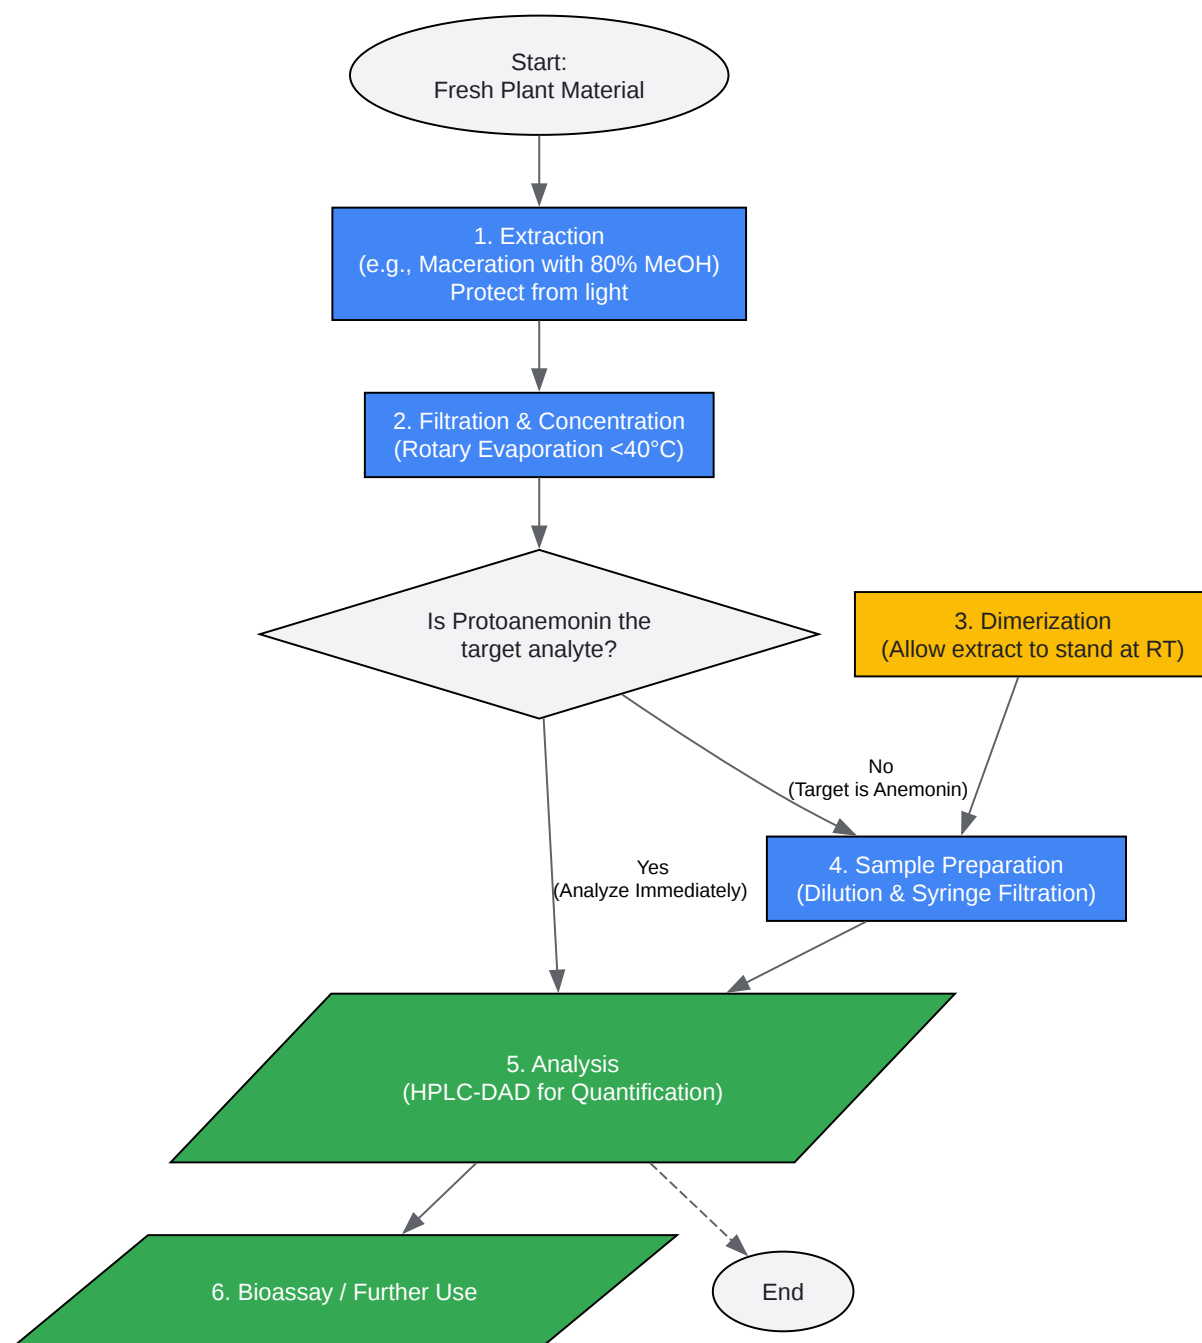 Start:
Fresh Plant Material
1. Extraction
(e.g., Maceration with 80% MeOH)
Protect from light
2. Filtration & Concentration
(Rotary Evaporation <40°C)
Is Protoanemonin the
target analyte?
3. Dimerization
(Allow extract to stand at RT)
No
(Target is Anemonin)
Yes
(Analyze Immediately)
4. Sample Preparation
(Dilution & Syringe Filtration)
5. Analysis
(HPLC-DAD for Quantification)
6. Bioassay / Further Use
End